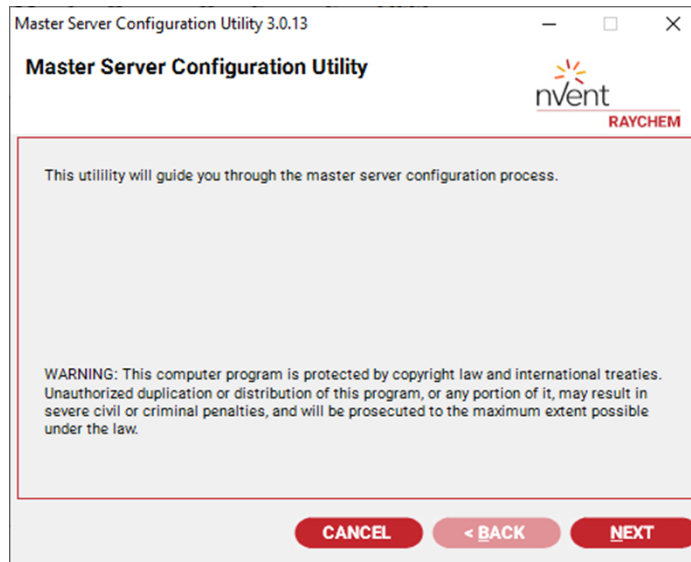 Master Server Configuration Utility 3.0.13
Master Server Configuration Utility
nvent
RAYCHEM
This utilility will guide you through the master server configuration process.
WARNING: This computer program is protected by copyright law and international treaties.
Unauthorized duplication or distribution of this program, or any portion of it, may result in
severe civil or criminal penalties, and will be prosecuted to the maximum extent possible
under the law.
CANCEL
< BACK
NEXT